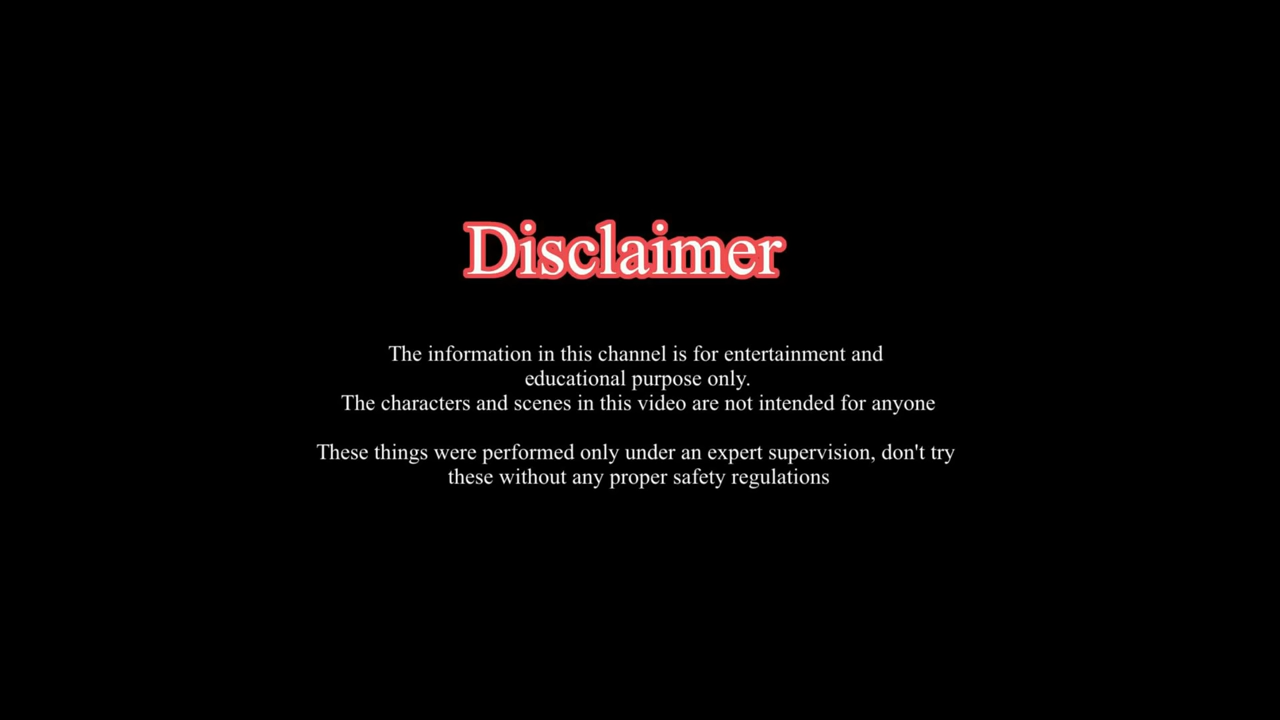 Disclaimer
The information in this channel is for entertainment and
educational purpose only.
The characters and scenes in this video are not intended for anyone
These things were performed only under an expert supervision, don't try
these without any proper safety regulations